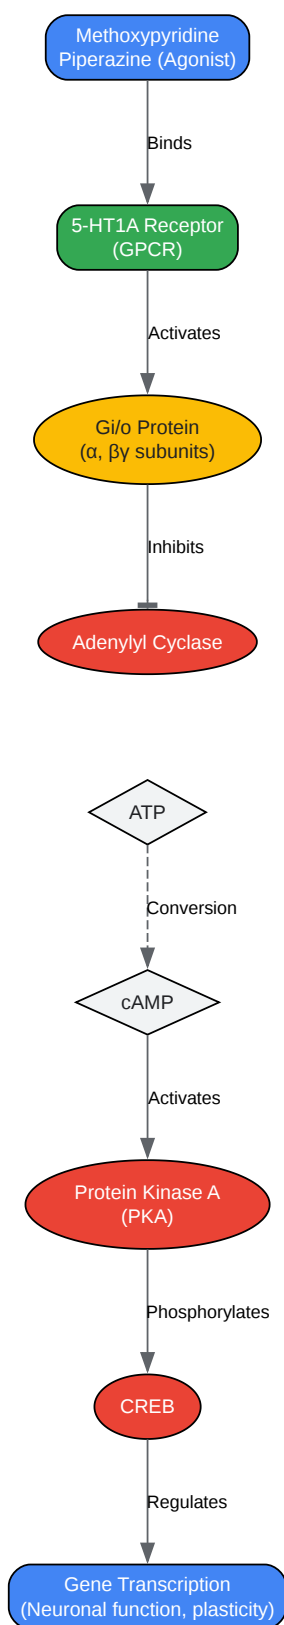 Methoxypyridine
Piperazine (Agonist)
Binds
5-HT1A Receptor
(GPCR)
Activates
Gi/o Protein
(α, βγ subunits)
Inhibits
Adenylyl Cyclase
ATP
Conversion
cAMP
Activates
Protein Kinase A
(PKA)
Phosphorylates
CREB
Regulates
Gene Transcription
(Neuronal function, plasticity)